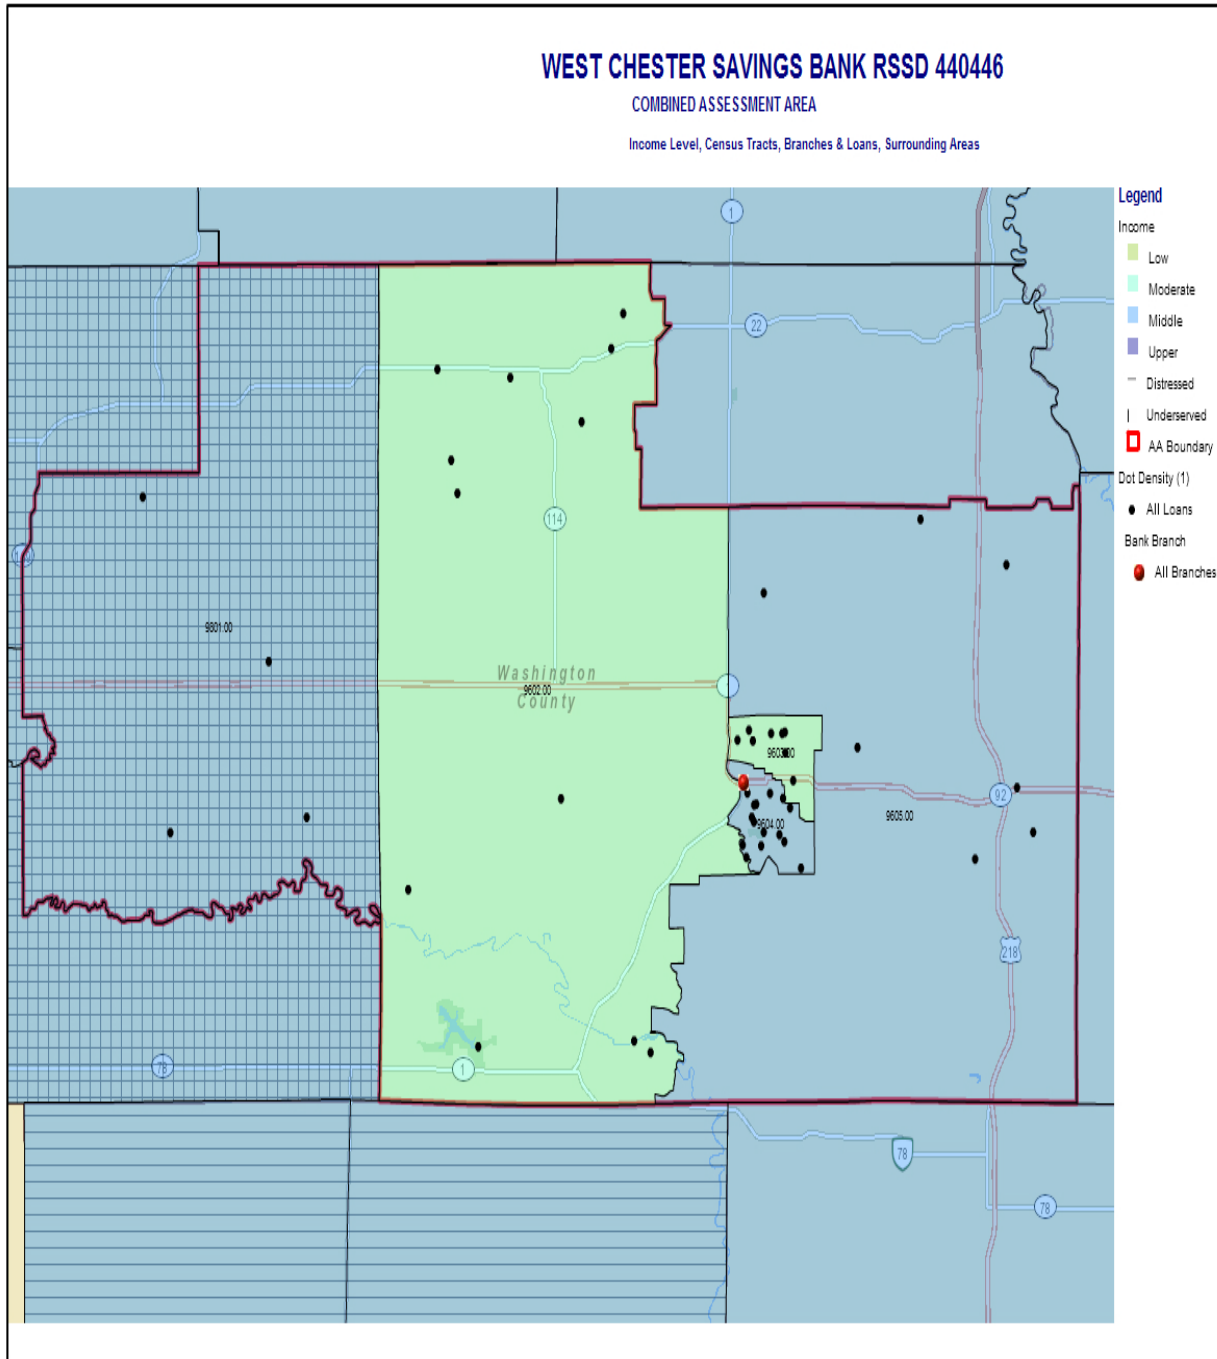 WEST CHESTER SAVINGS BANK RSSD 440446
COMBINED ASSESSMENT AREA
Income Level, Census Tracts, Branches & Loans, Surrounding Areas
Legend
Income
Low
Moderate
Middle
Upper
Distressed
Underserved
AA Boundary
Dot Density (1)
All Loans
Bank Branch
All Branches
1
22
114
9801.00
Washington
County
9602.00
9604.00
9605.00
92
218
78
1
78
78